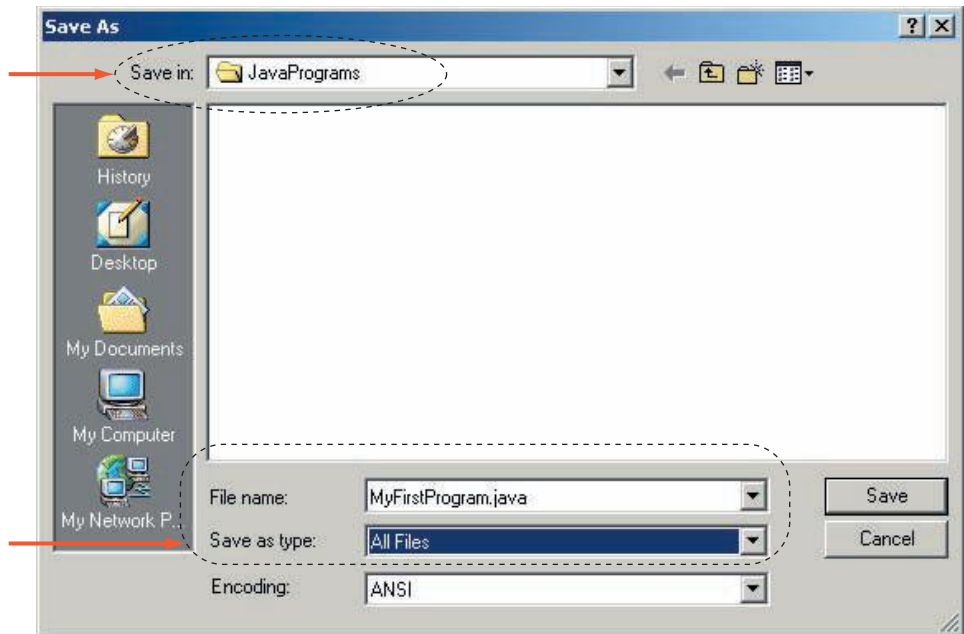 Save As
Save in: JavaPrograms
History
Desktop
My Documents
My Computer
My Network P...
File name: MyFirstProgram.java
Save
Save as type: All Files
Cancel
Encoding: ANSI